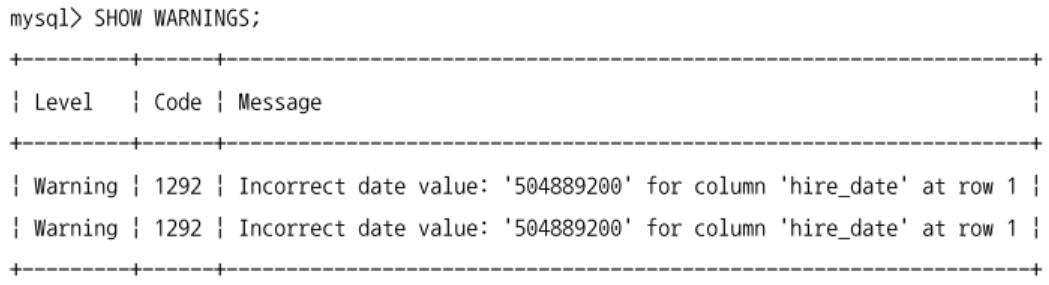 mysql> SHOW WARNINGS;
+---------+------+---------------------------------------------------------------+
| Level   | Code | Message                                                       |
+---------+------+---------------------------------------------------------------+
| Warning | 1292 | Incorrect date value: '504889200' for column 'hire_date' at row 1 |
| Warning | 1292 | Incorrect date value: '504889200' for column 'hire_date' at row 1 |
+---------+------+---------------------------------------------------------------+